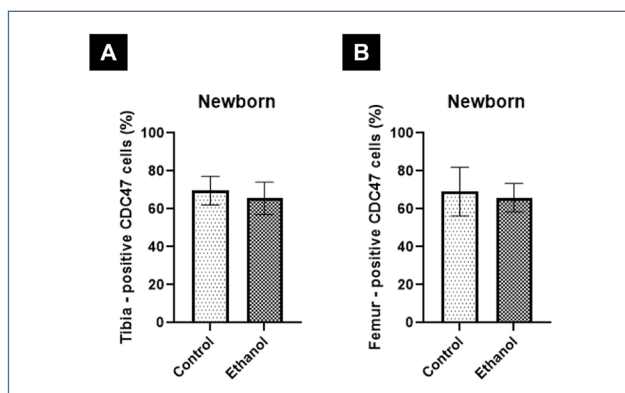 A
Newborn
Tibia - positive CDC47 cells (%)
100
80
60
40
20
0
Control
Ethanol
B
Newborn
Femur - positive CDC47 cells (%)
100
80
60
40
20
0
Control
Ethanol